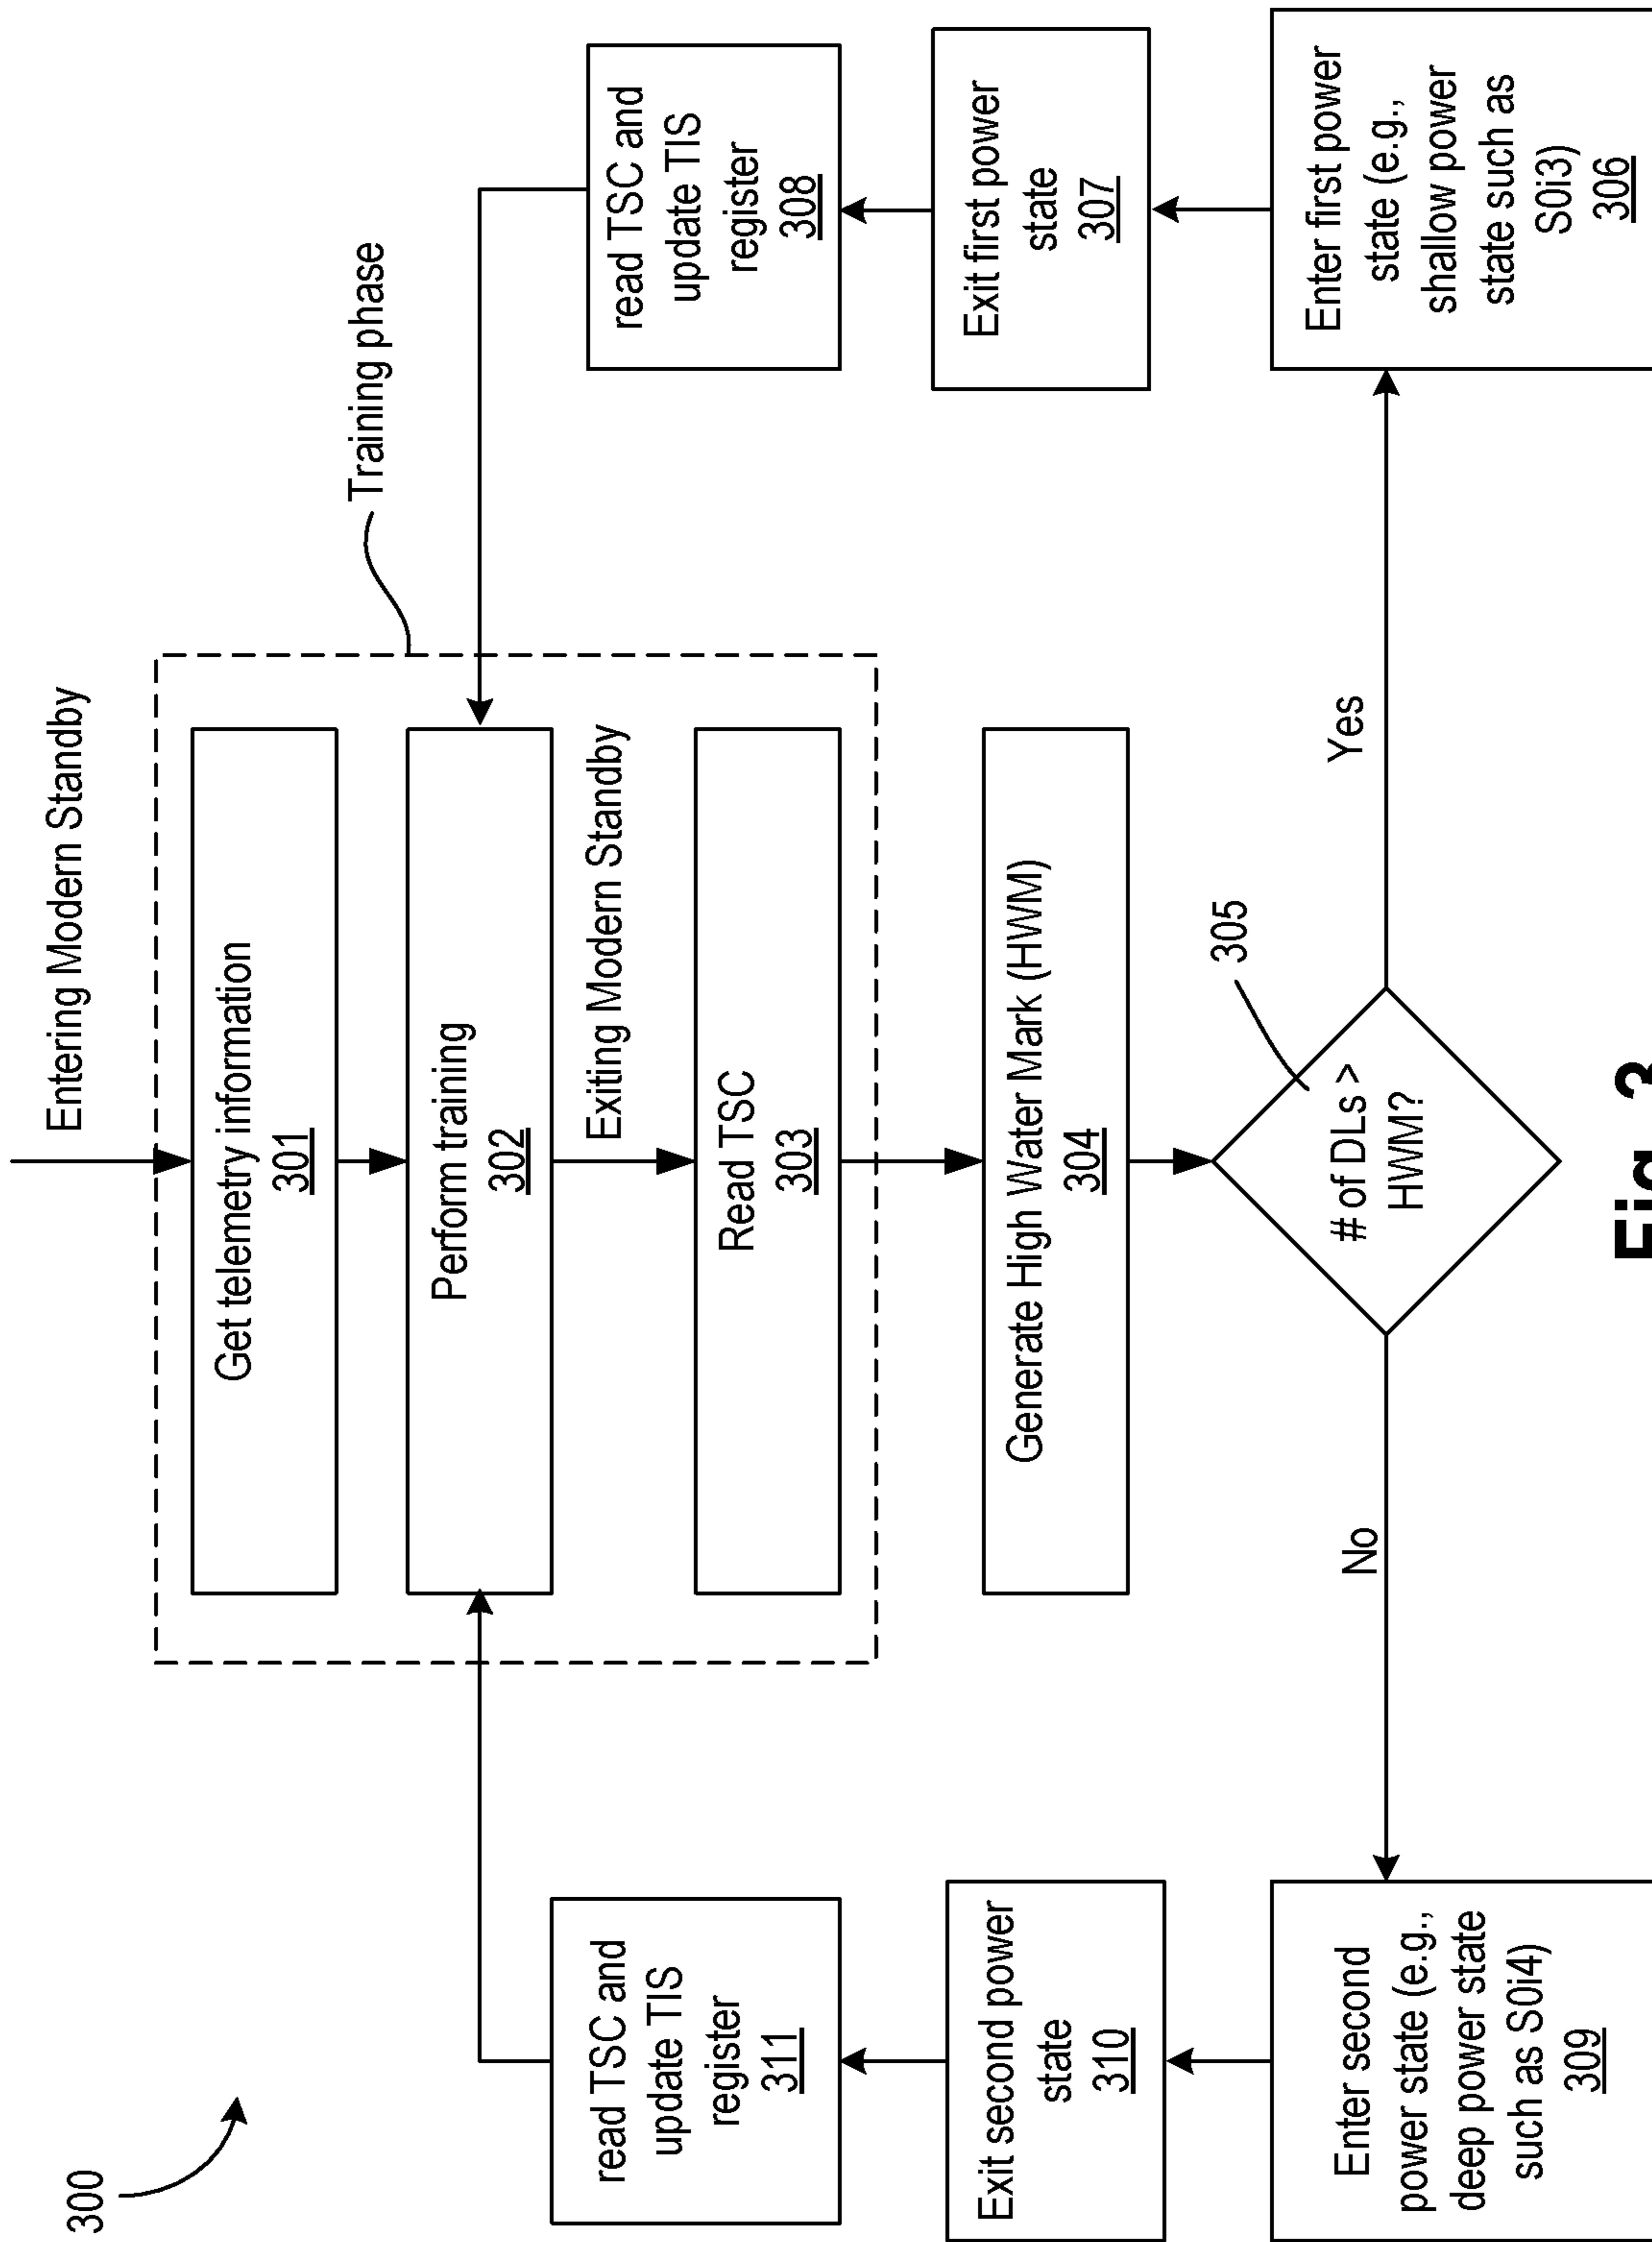 300
Entering Modern Standby
Training phase
Get telemetry information
301
Perform training
302
Exiting Modern Standby
Read TSC
303
Generate High Water Mark (HWM)
304
305
# of DLs >
HWM?
Yes
No
Enter first power
state (e.g.,
shallow power
state such as
S0i3)
306
Exit first power
state
307
read TSC and
update TIS
register
308
Enter second
power state (e.g.,
deep power state
such as S0i4)
309
Exit second power
state
310
read TSC and
update TIS
register
311
Fig. 3